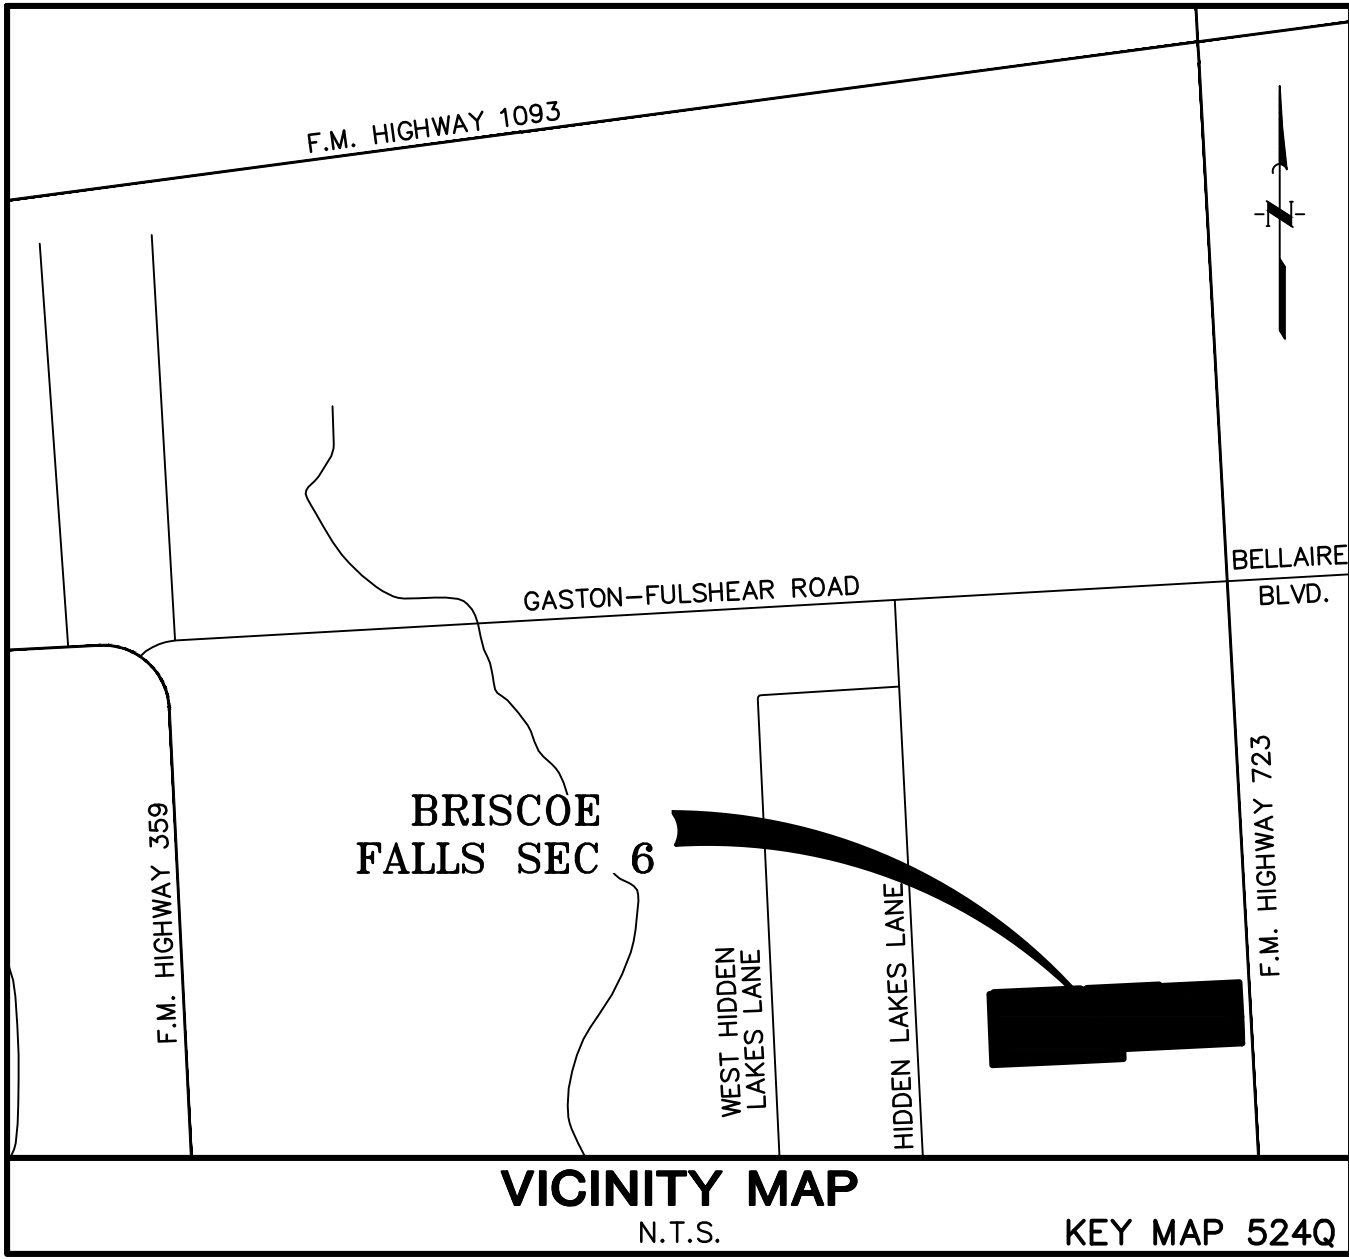 F.M. HIGHWAY 1093
N
BELLAIRE
BLVD.
GASTON-FULSHEAR ROAD
F.M. HIGHWAY 723
BRISCOE
FALLS SEC 6
F.M. HIGHWAY 359
WEST HIDDEN
LAKES LANE
HIDDEN LAKES LANE
VICINITY MAP
N.T.S.
KEY MAP 524Q